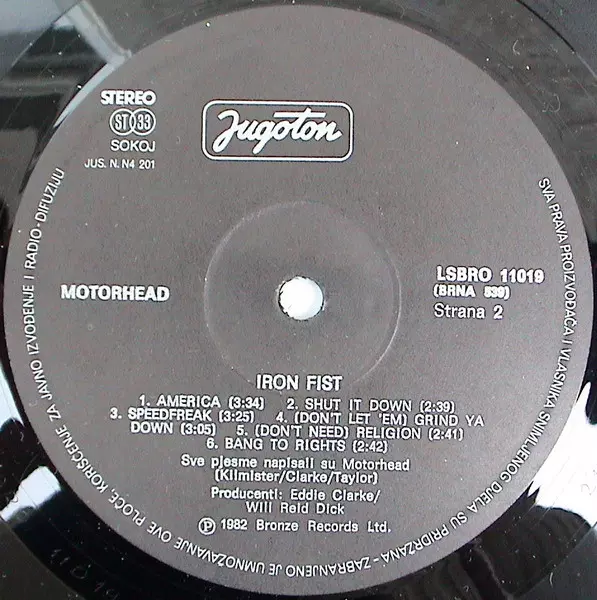 STEREO
ST 33
SOKOJ
JUS. N. N4 201
Jugoton
MOTORHEAD
LSBRO 11019
(BRNA 839)
Strana 2
IRON FIST
1. AMERICA (3:34) 2. SHUT IT DOWN (2:39)
3. SPEEDFREAK (3:25) 4. (DON'T LET 'EM) GRIND YA
DOWN (3:05) 5. (DON'T NEED) RELIGION (2:41)
6. BANG TO RIGHTS (2:42)
Sve pjesme napisali su Motorhead
(Kilmister/Clarke/Taylor)
Producenti: Eddie Clarke/
Will Reid Dick
Ⓟ 1982 Bronze Records Ltd.
SVA PRAVA PROIZVOĐAČA I VLASNIKA SNIMLJENOG DJELA SU PRIDRŽANA - ZABRANJENO JE UMNOŽAVANJE OVE PLOČE, KORIŠĆENJE ZA JAVNO IZVOĐENJE I RADIO-DIFUZIJU